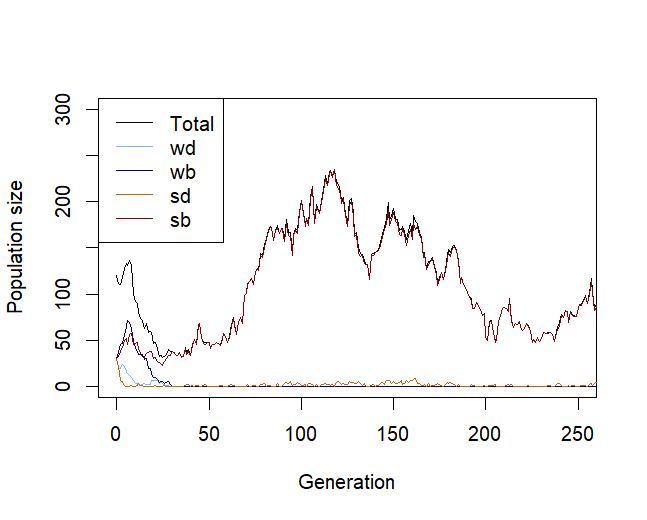 300
200
100
50
0
Population size
Total
wd
wb
sd
sb
0
50
100
150
200
250
Generation